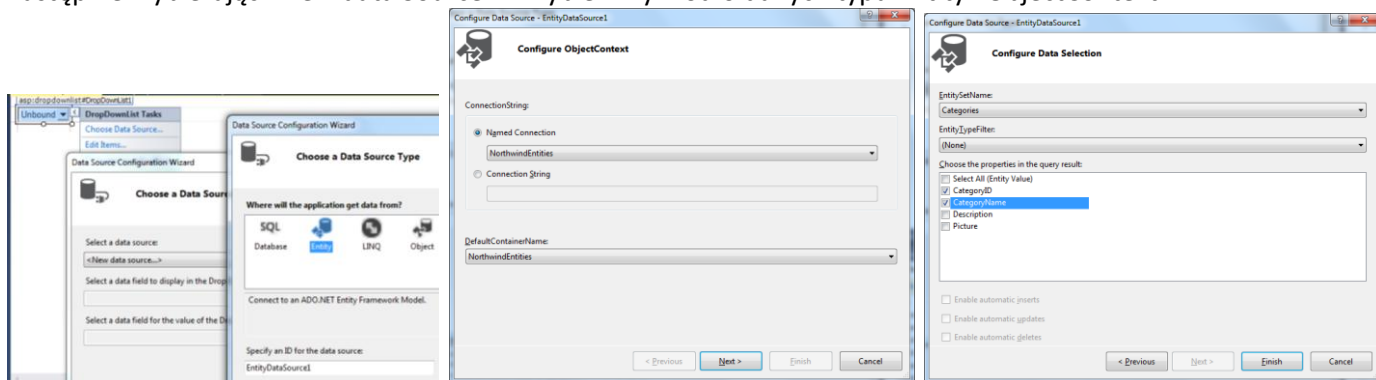 asp:dropdownlist#DropDownList1
Unbound
DropDownList Tasks
Choose Data Source...
Edit Items...
Data Source Configuration Wizard
Choose a Data Sour
Select a data source:
<New data source...>
Select a data field to display in the Drop
Select a data field for the value of the D
Data Source Configuration Wizard
Choose a Data Source Type
Where will the application get data from?
SQL
Database
Entity
LINQ
Object
Connect to an ADO.NET Entity Framework Model.
Specify an ID for the data source:
EntityDataSource1
Configure Data Source - EntityDataSource1
Configure ObjectContext
ConnectionString:
Named Connection
NorthwindEntities
Connection String
DefaultContainerName:
NorthwindEntities
< Previous
Next >
Finish
Cancel
Configure Data Source - EntityDataSource1
Configure Data Selection
EntitySetName:
Categories
EntityTypeFilter:
(None)
Choose the properties in the query result:
Select All (Entity Value)
CategoryID
CategoryName
Description
Picture
Enable automatic inserts
Enable automatic updates
Enable automatic deletes
< Previous
Next >
Finish
Cancel